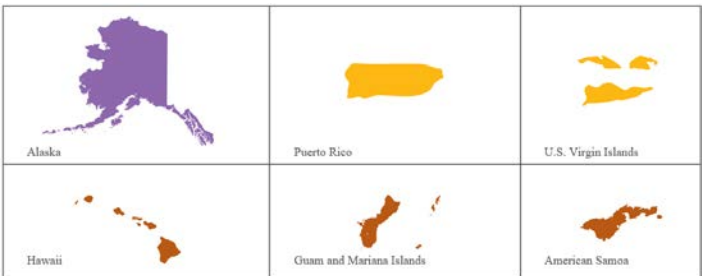 Alaska
Puerto Rico
U.S. Virgin Islands
Hawaii
Guam and Mariana Islands
American Samoa